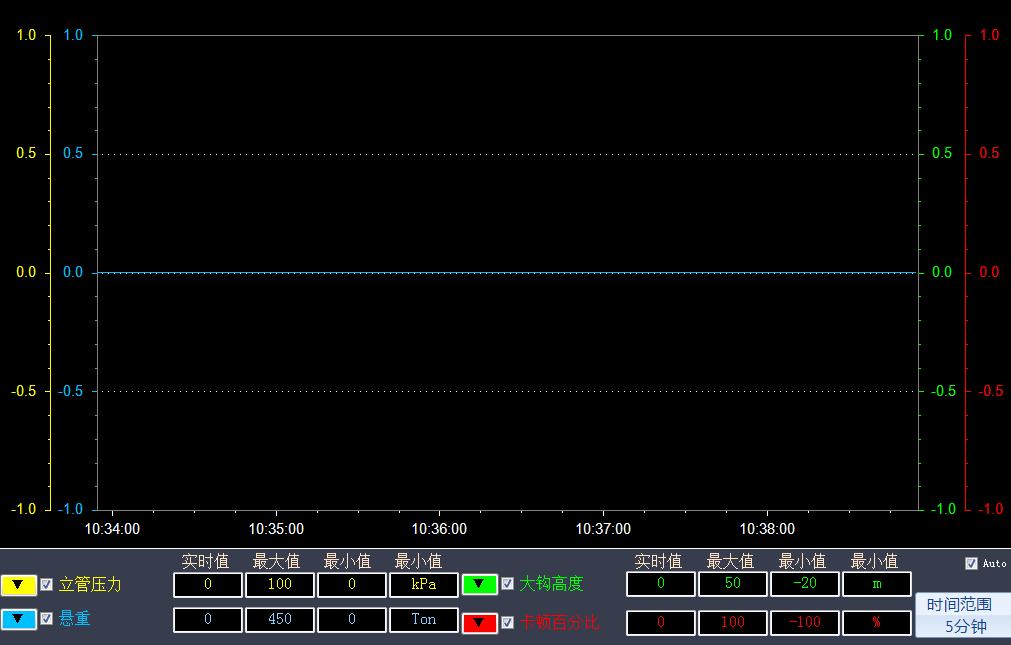 1.0 1.0 1.0 1.0
0.5 0.5 0.5 0.5
0.0 0.0 0.0 0.0
-0.5 -0.5 -0.5 -0.5
-1.0 -1.0 -1.0 -1.0
10:34:00 10:35:00 10:36:00 10:37:00 10:38:00
实时值 最大值 最小值 最小值 实时值 最大值 最小值 最小值 Auto
立管压力 0 100 0 kPa 大钩高度 0 50 -20 m
悬重 0 450 0 Ton 卡顿百分比 0 100 -100 %
时间范围
5分钟